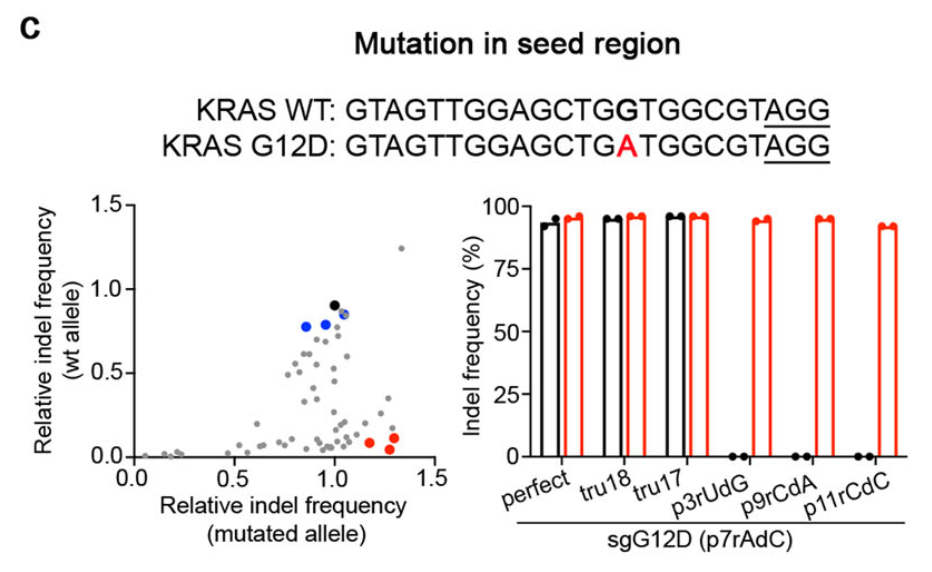 c
Mutation in seed region
KRAS WT: GTAGTTGGAGCTGGTGGCGTAGG
KRAS G12D: GTAGTTGGAGCTGATGGCGTAGG
Relative indel frequency
(wt allele)
1.5
1.0
0.5
0.0
0.0 0.5 1.0 1.5
Relative indel frequency
(mutated allele)
Indel frequency (%)
100
75
50
25
0
perfect tru18 tru17 p3rUdG p9rCdA p11rCdC
sgG12D (p7rAdC)